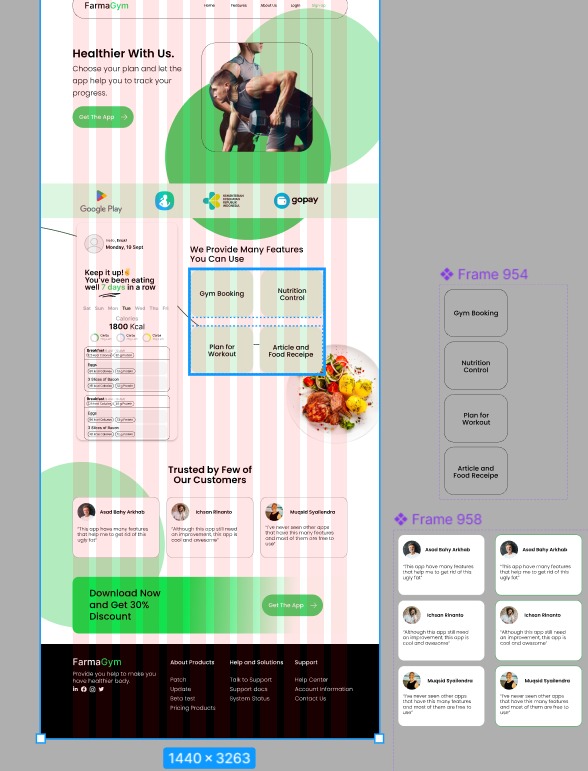 FarmaGym
Home Features About Us Login Sign Up
Healthier With Us.
Choose your plan and let the
app help you to track your
progress.
Get The App
Google Play
KEMENTERIAN
KESEHATAN
REPUBLIK
INDONESIA
gopay
Hello, Erica!
Monday, 19 Sept
Keep it up!
You've been eating
well 7 days in a row
Sat Sun Mon Tue Wed Thu Fri
Calories
1800 Kcal
Breakfast
Eggs
3 Slices of Bacon
Breakfast
Eggs
3 Slices of Bacon
We Provide Many Features
You Can Use
Gym Booking
Nutrition
Control
Plan for
Workout
Article and
Food Receipe
Trusted by Few of
Our Customers
Asad Bahy Arkhab
"This app have many features
that help me to get rid of this
ugly fat"
Ichsan Rinanto
"Although this app still need
an improvement, this app is
cool and awesome"
Muqsid Syailendra
"I've never seen other apps
that have this many features
and most of them are free to
use"
Download Now
and Get 30%
Discount
Get The App
FarmaGym
Provide you help to make you
have healthier body.
About Products
Patch
Update
Beta test
Pricing Products
Help and Solutions
Talk to Support
Support docs
System Status
Support
Help Center
Account Information
Contact Us
1440 × 3263
Frame 954
Gym Booking
Nutrition
Control
Plan for
Workout
Article and
Food Receipe
Frame 958
Asad Bahy Arkhab
"This app have many features
that help me to get rid of this
ugly fat"
Asad Bahy Arkhab
"This app have many features
that help me to get rid of this
ugly fat"
Ichsan Rinanto
"Although this app still need
an improvement, this app is
cool and awesome"
Ichsan Rinanto
"Although this app still need
an improvement, this app is
cool and awesome"
Muqsid Syailendra
"I've never seen other apps
that have this many features
and most of them are free to
use"
Muqsid Syailendra
"I've never seen other apps
that have this many features
and most of them are free to
use"